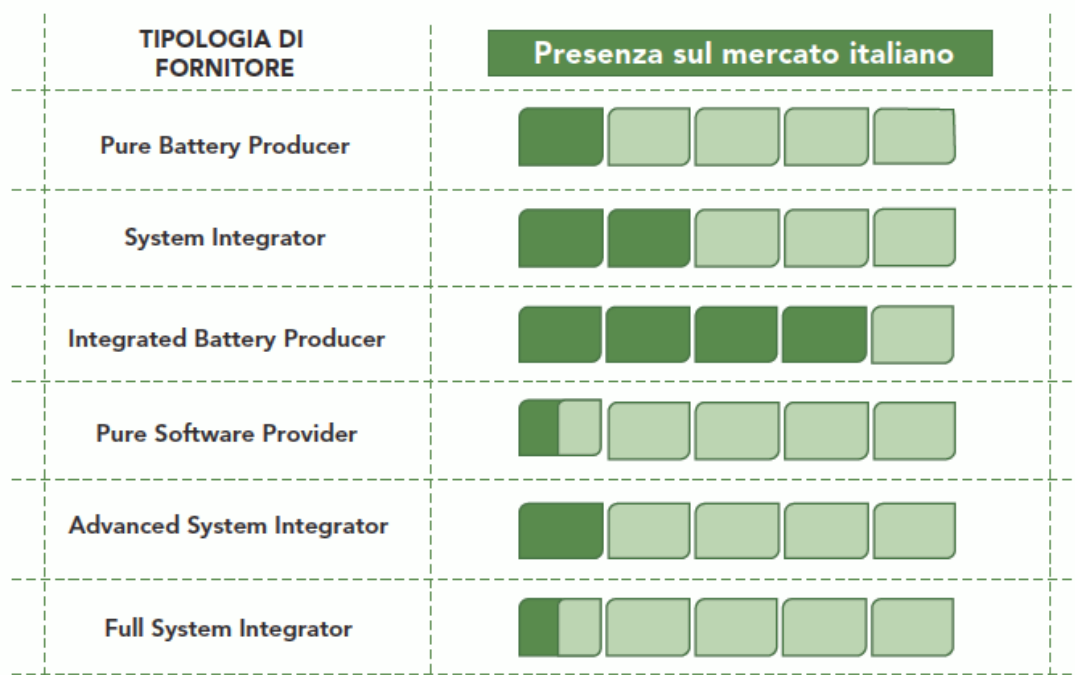 TIPOLOGIA DI
FORNITORE
Presenza sul mercato italiano
Pure Battery Producer
System Integrator
Integrated Battery Producer
Pure Software Provider
Advanced System Integrator
Full System Integrator